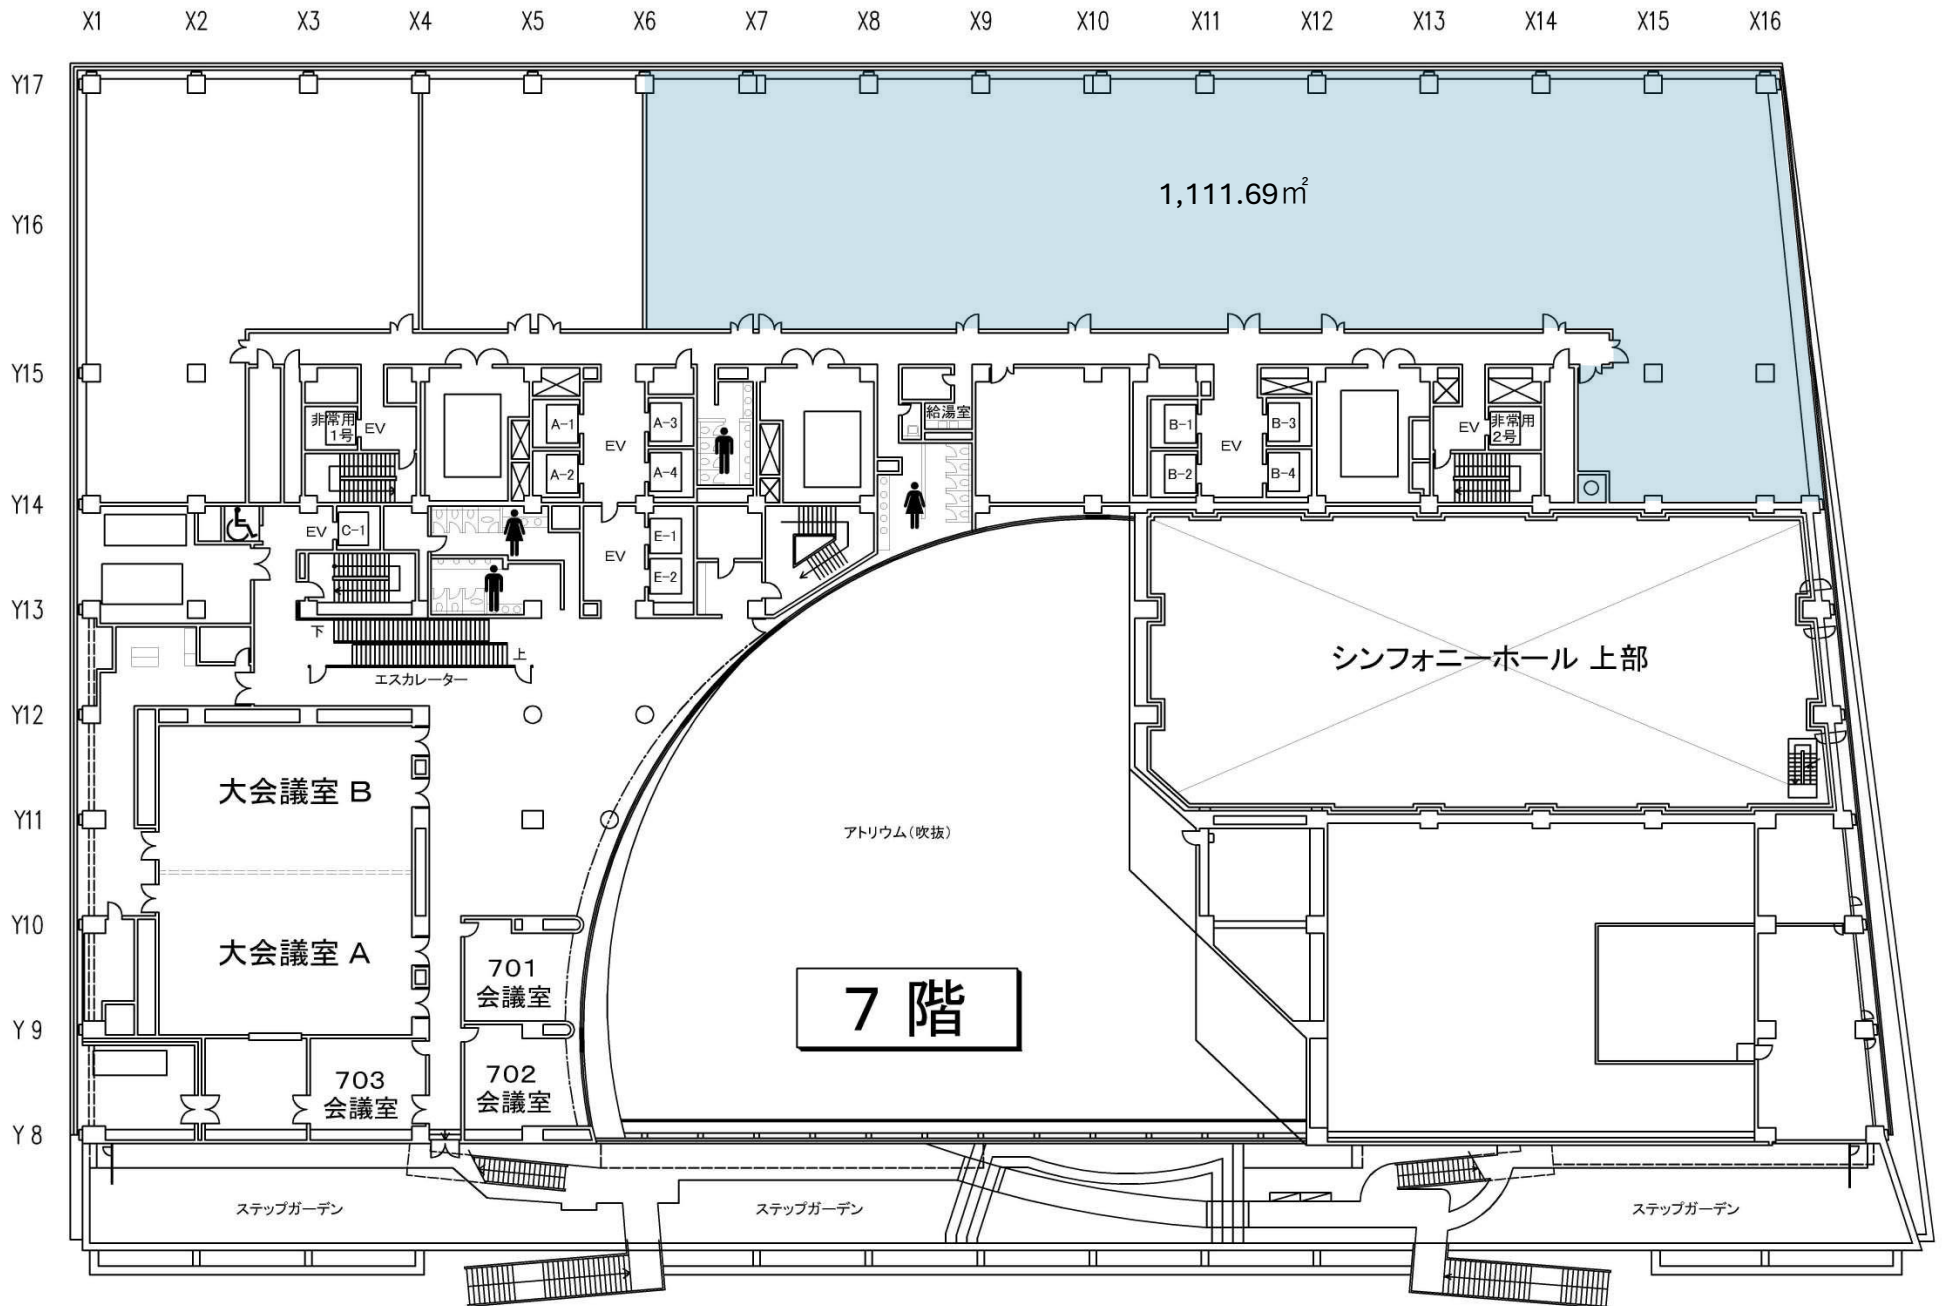 X1 X2 X3 X4 X5 X6 X7 X8 X9 X10 X11 X12 X13 X14 X15 X16
Y17
1,111.69㎡
Y16
Y15
非常用
1号
EV
A-1
A-2
EV
A-3
A-4
給湯室
B-1
B-2
EV
B-3
B-4
EV
非常用
2号
Y14
EV
C-1
EV
E-1
E-2
Y13
下
上
エスカレーター
シンフォニーホール 上部
Y12
大会議室 B
Y11
アトリウム(吹抜)
Y10
大会議室 A
701
会議室
7 階
Y 9
703
会議室
702
会議室
Y 8
ステップガーデン
ステップガーデン
ステップガーデン